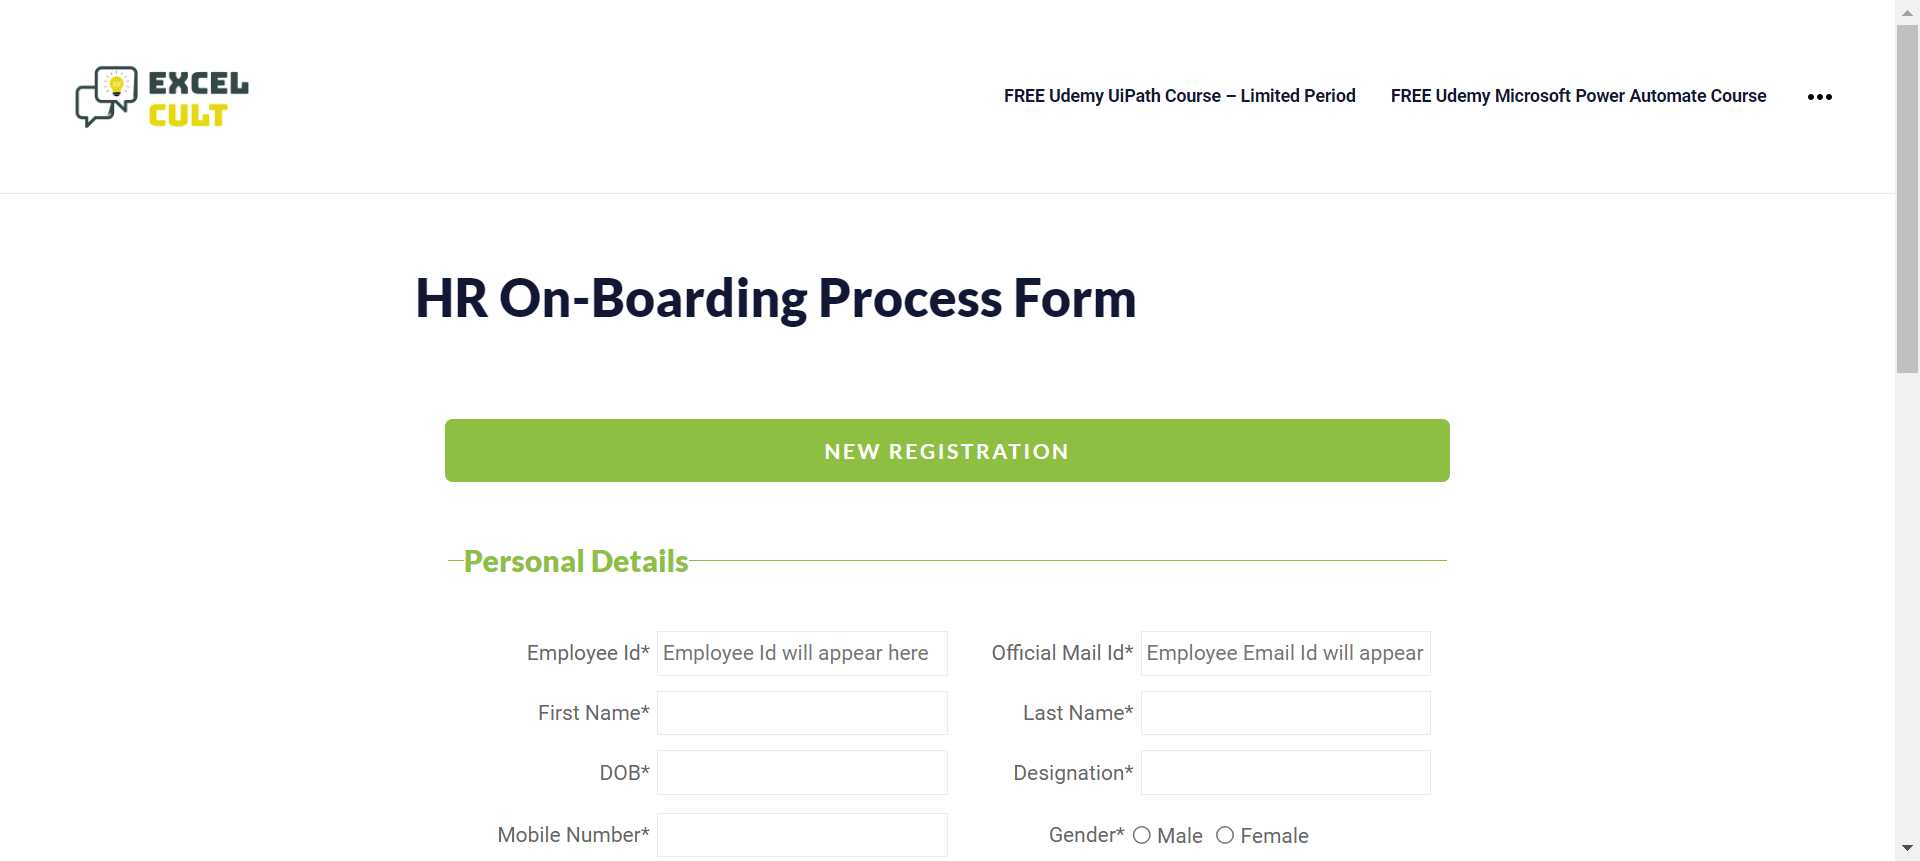 EXCEL
CULT
FREE Udemy UiPath Course – Limited Period
FREE Udemy Microsoft Power Automate Course
HR On-Boarding Process Form
NEW REGISTRATION
Personal Details
Employee Id* Employee Id will appear here
Official Mail Id* Employee Email Id will appear
First Name*
Last Name*
DOB*
Designation*
Mobile Number*
Gender* Male Female